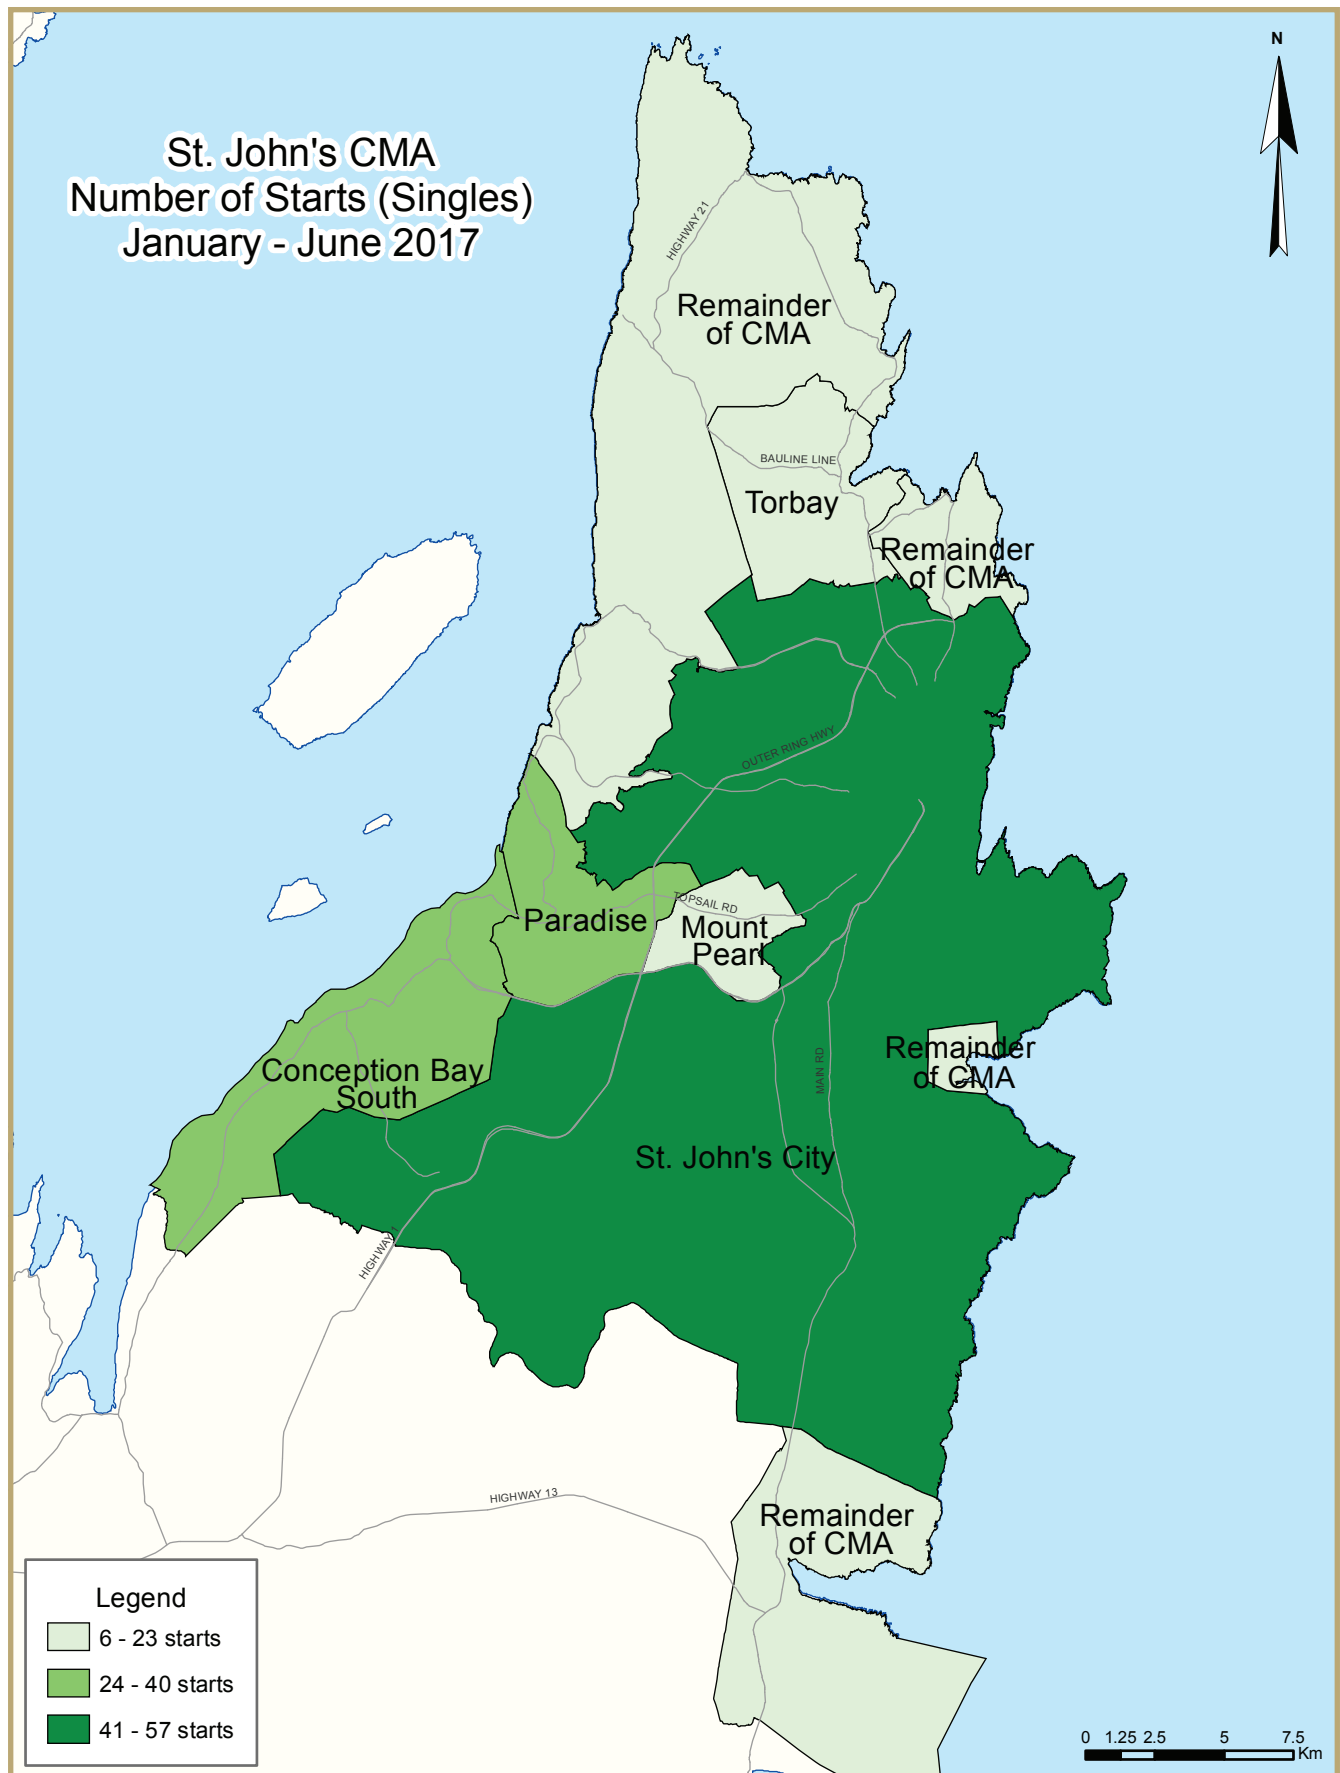 St. John's CMA
Number of Starts (Singles)
January - June 2017
N
HIGHWAY 21
Remainder
of CMA
BAULINE LINE
Torbay
Remainder
of CMA
OUTER RING HWY
TOPSAIL RD
Paradise
Mount
Pearl
Remainder
of CMA
MAIN RD
Conception Bay
South
St. John's City
HIGHWAY 1
HIGHWAY 13
Remainder
of CMA
Legend
6 - 23 starts
24 - 40 starts
41 - 57 starts
0 1.25 2.5 5 7.5
Km